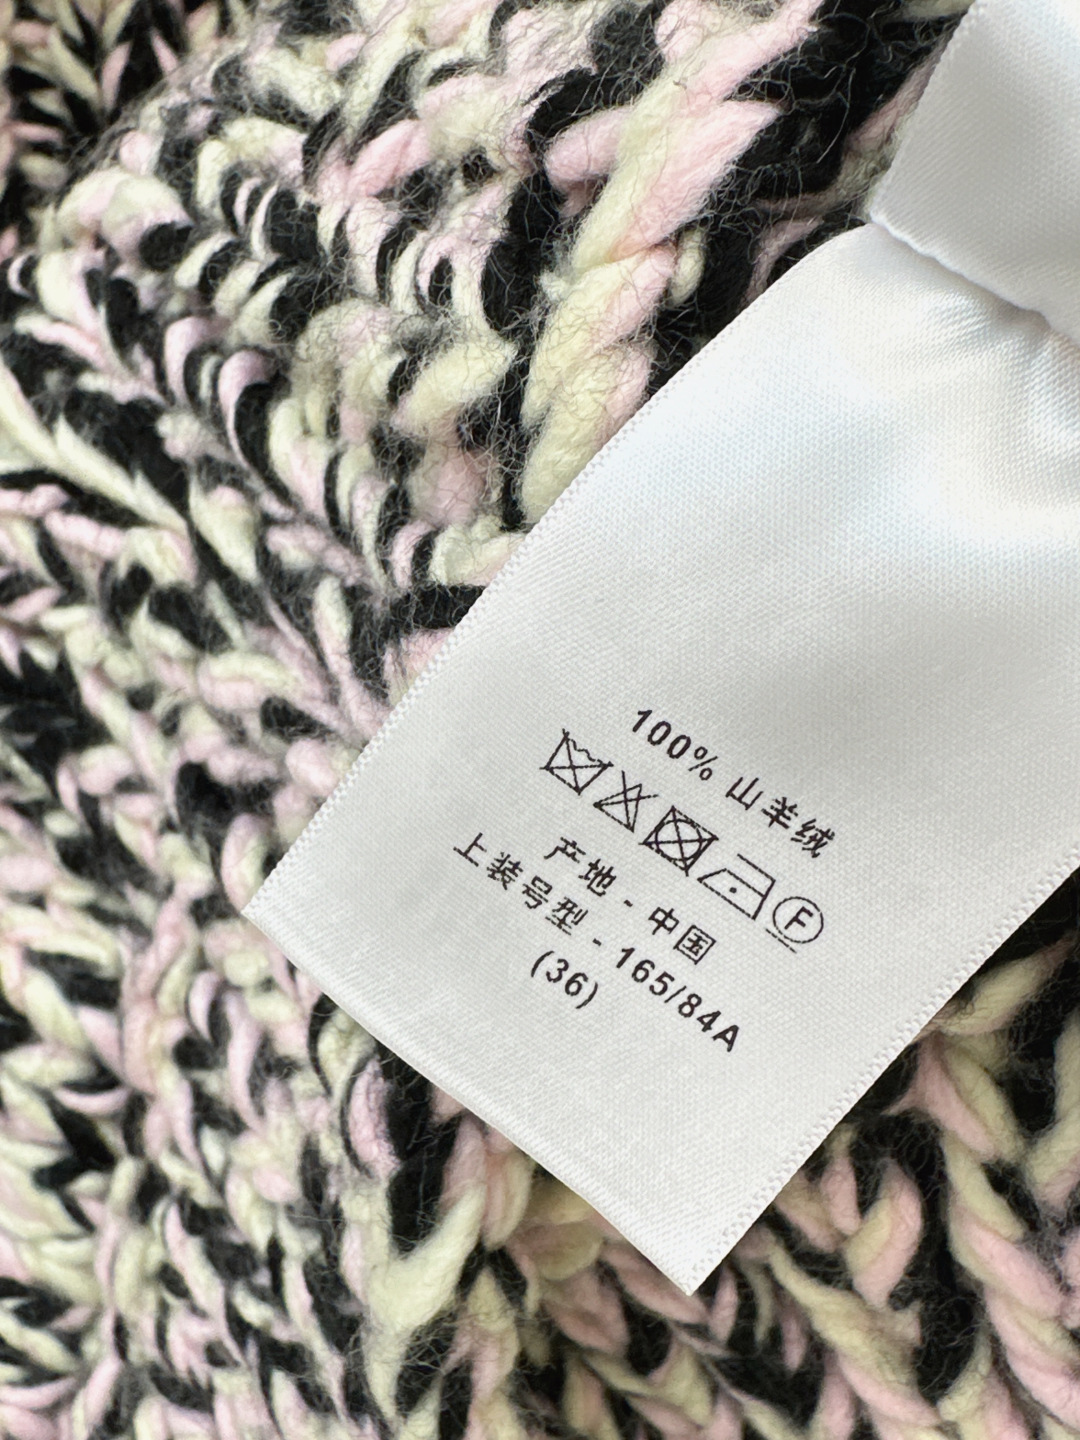 100% 山羊绒
F
产地 - 中国
上装号型 - 165/84A
(36)